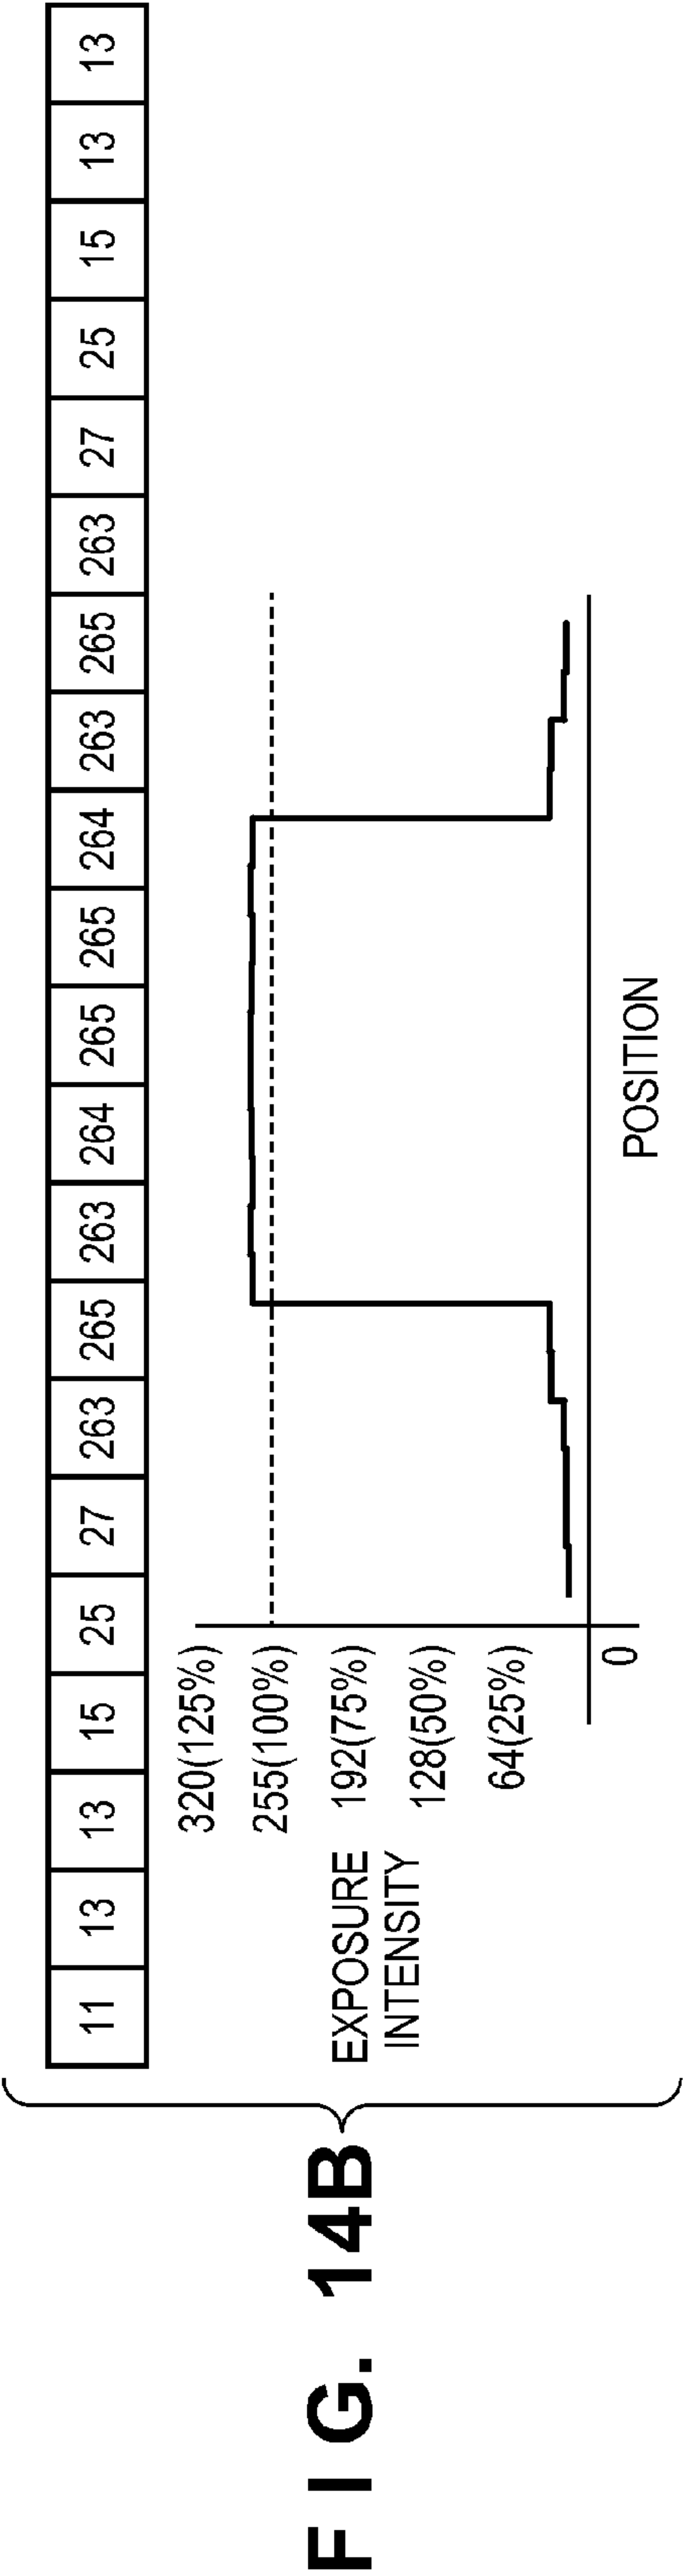 FIG. 14B
11 13 13 15 25 27 263 265 263 264 265 265 264 263 265 263 27 25 15 13 13
320(125%)
255(100%)
192(75%)
128(50%)
64(25%)
0
EXPOSURE
INTENSITY
POSITION